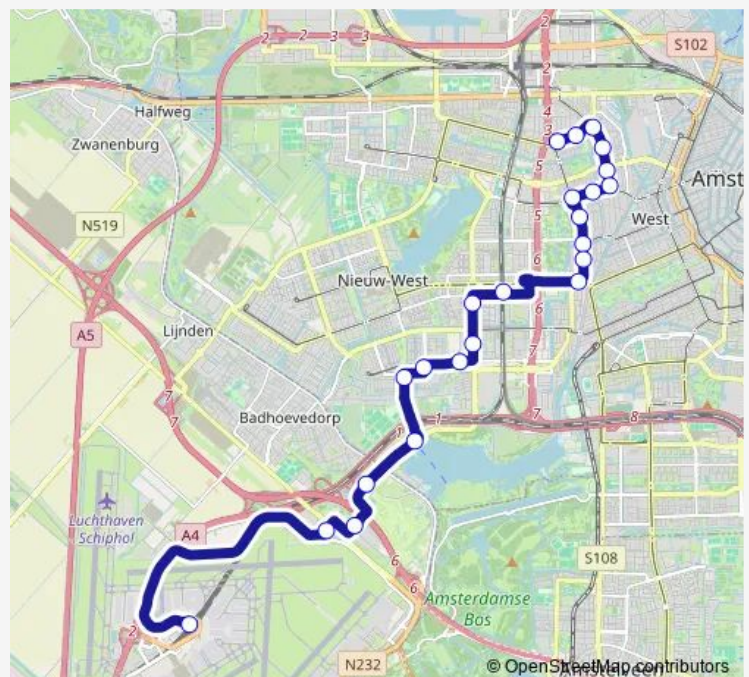 2
2
3
3
S102
2
4
Halfweg
3
Zwanenburg
5
Amst
N519
5
West
6
Nieuw-West
A5
Lijnden
7
7
7
7
Badhoevedorp
1
1
8
Luchthaven
Schiphol
A4
6
6
S108
Amsterdamse
Bos
2
N232
© OpenStreetMap contributors